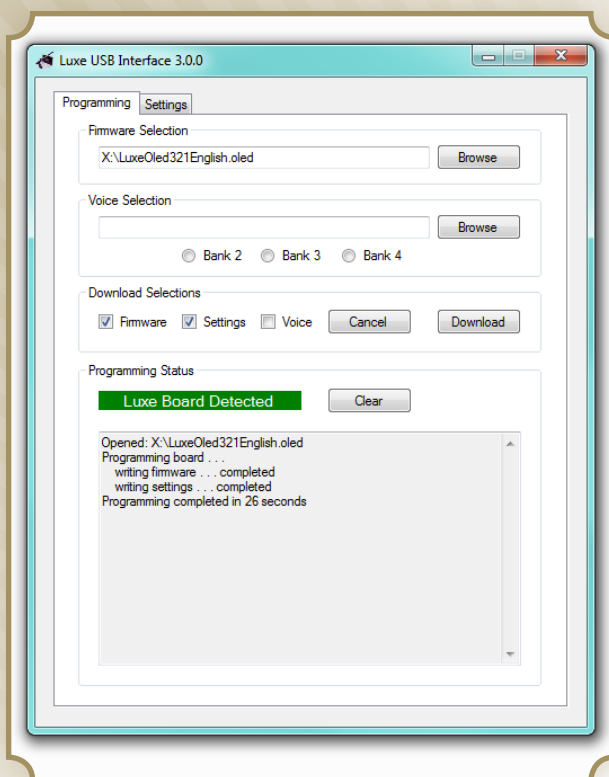 Luxe USB Interface 3.0.0
Programming Settings
Firmware Selection
X:\LuxeOled321English.oled Browse
Voice Selection
Browse
Bank 2 Bank 3 Bank 4
Download Selections
Firmware Settings Voice Cancel Download
Programming Status
Luxe Board Detected Clear
Opened: X:\LuxeOled321English.oled
Programming board . . .
writing firmware . . . completed
writing settings . . . completed
Programming completed in 26 seconds